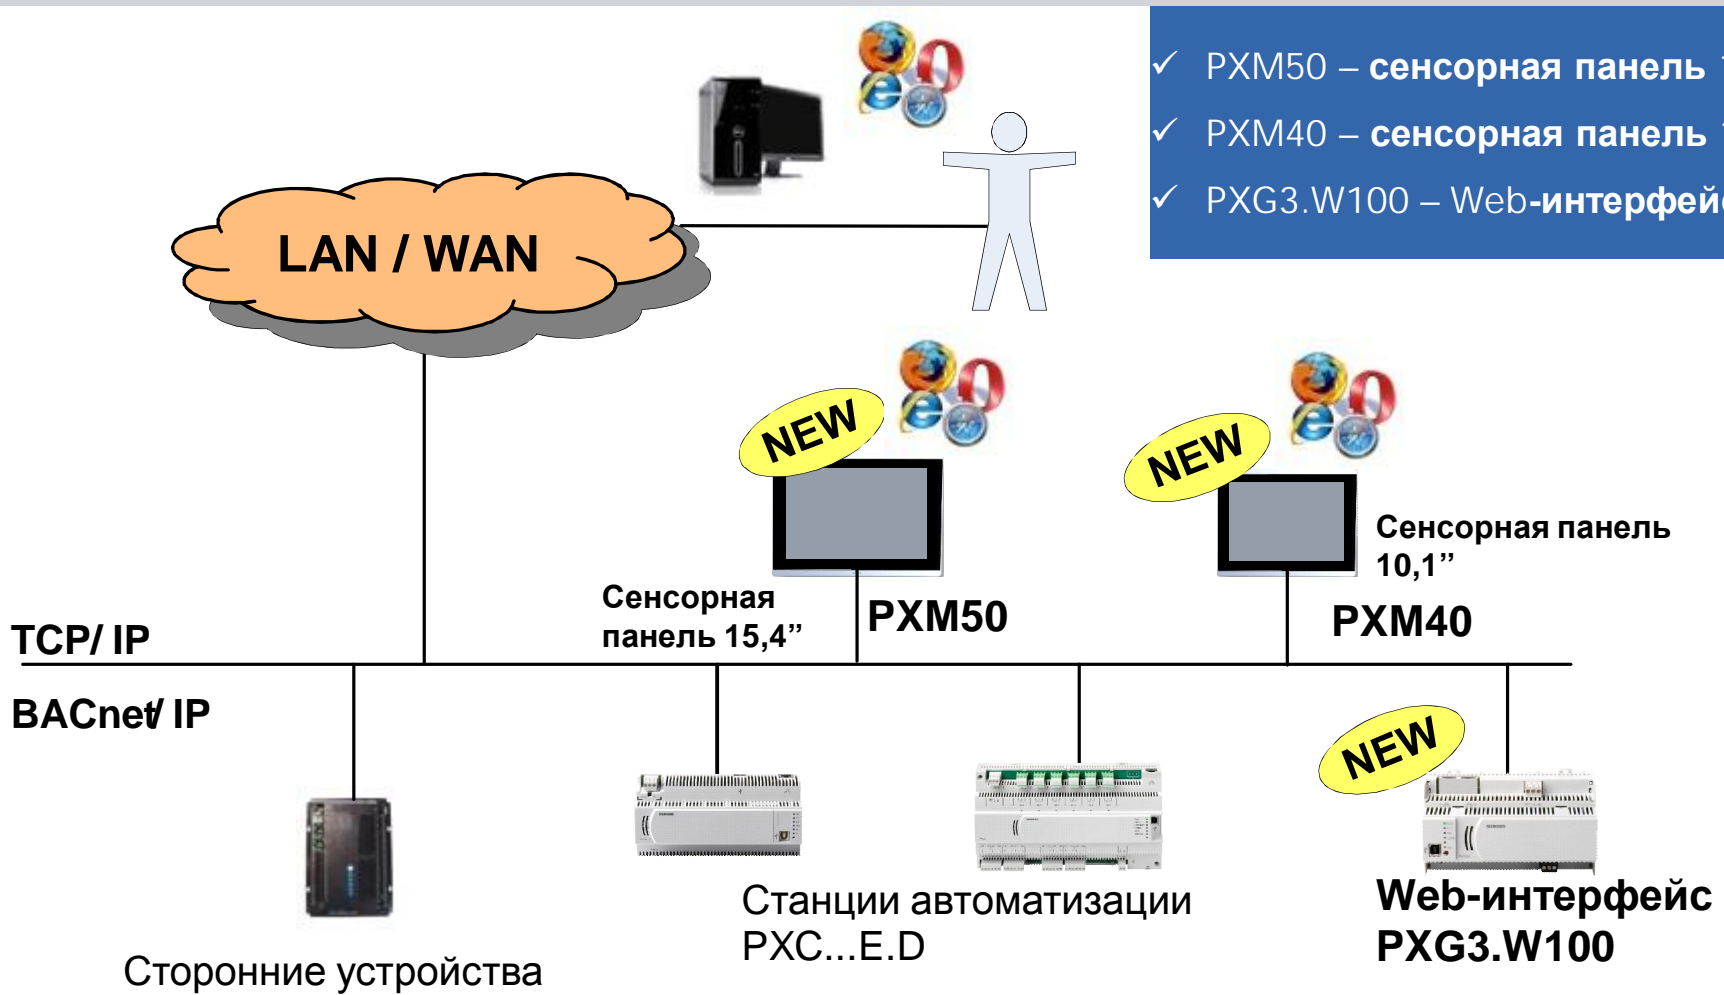 ✓ PXM50 – сенсорная панель
✓ PXM40 – сенсорная панель
✓ PXG3.W100 – Web-интерфейс
LAN / WAN
NEW
NEW
Сенсорная панель
10,1”
Сенсорная
панель 15,4”
PXM50
PXM40
TCP/ IP
BACnet/ IP
NEW
Станции автоматизации
PXC...E.D
Web-интерфейс
PXG3.W100
Сторонние устройства